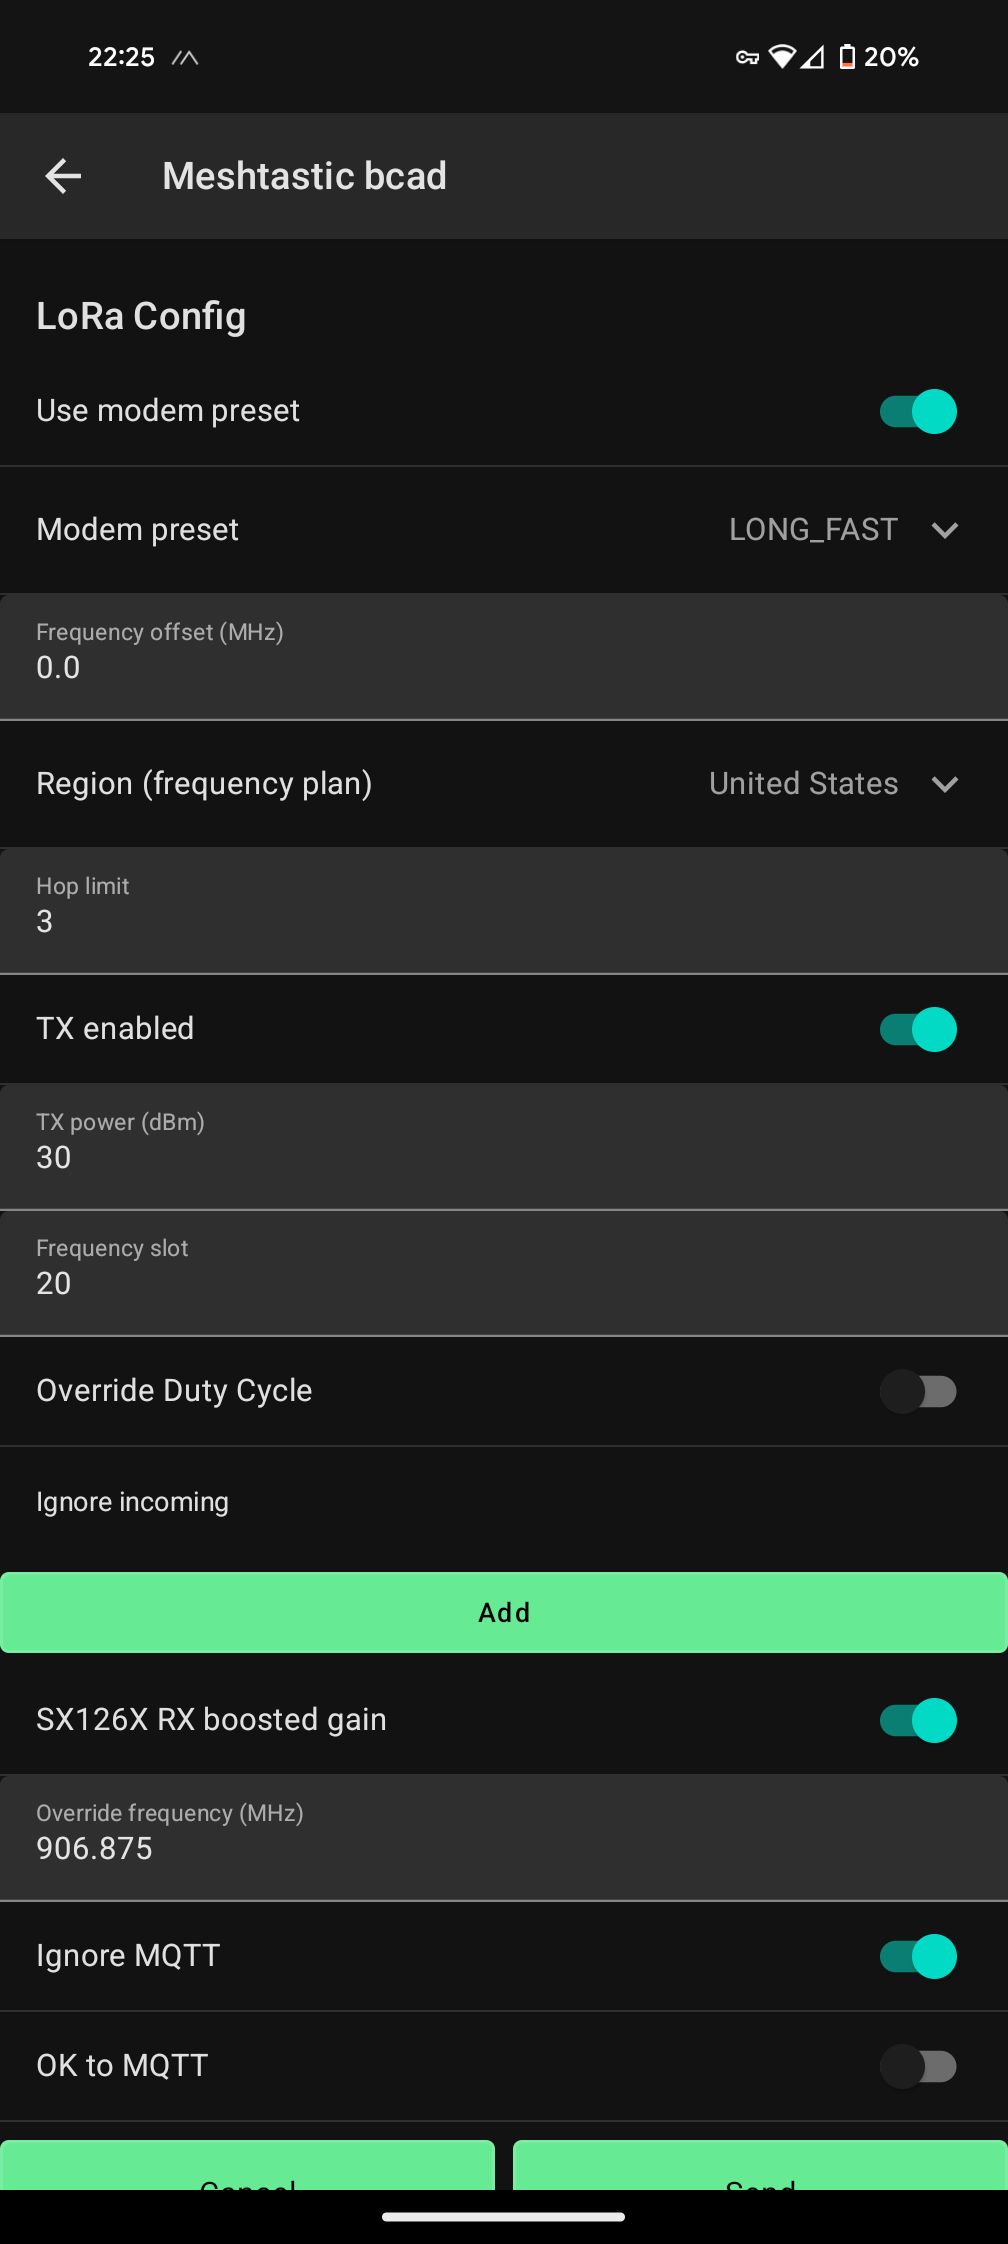 22:25
20%
Meshtastic bcad
LoRa Config
Use modem preset
Modem preset LONG_FAST
Frequency offset (MHz)
0.0
Region (frequency plan) United States
Hop limit
3
TX enabled
TX power (dBm)
30
Frequency slot
20
Override Duty Cycle
Ignore incoming
Add
SX126X RX boosted gain
Override frequency (MHz)
906.875
Ignore MQTT
OK to MQTT
Cancel Send